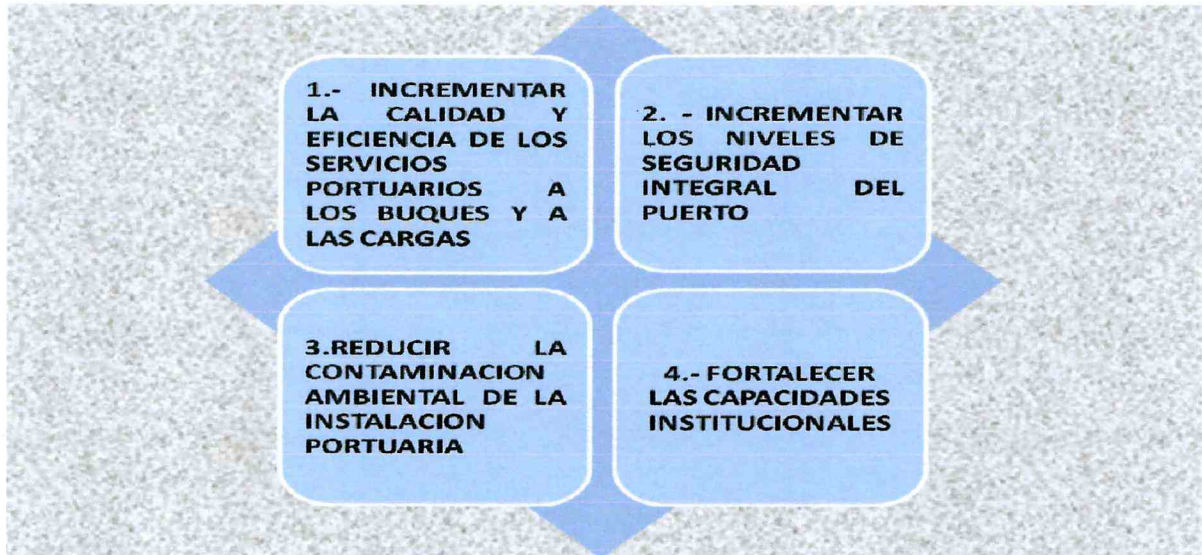 1.- INCREMENTAR
LA CALIDAD Y
EFICIENCIA DE LOS
SERVICIOS
PORTUARIOS A
LOS BUQUES Y A
LAS CARGAS
2. - INCREMENTAR
LOS NIVELES DE
SEGURIDAD
INTEGRAL DEL
PUERTO
3.REDUCIR LA
CONTAMINACION
AMBIENTAL DE LA
INSTALACION
PORTUARIA
4.- FORTALECER
LAS CAPACIDADES
INSTITUCIONALES